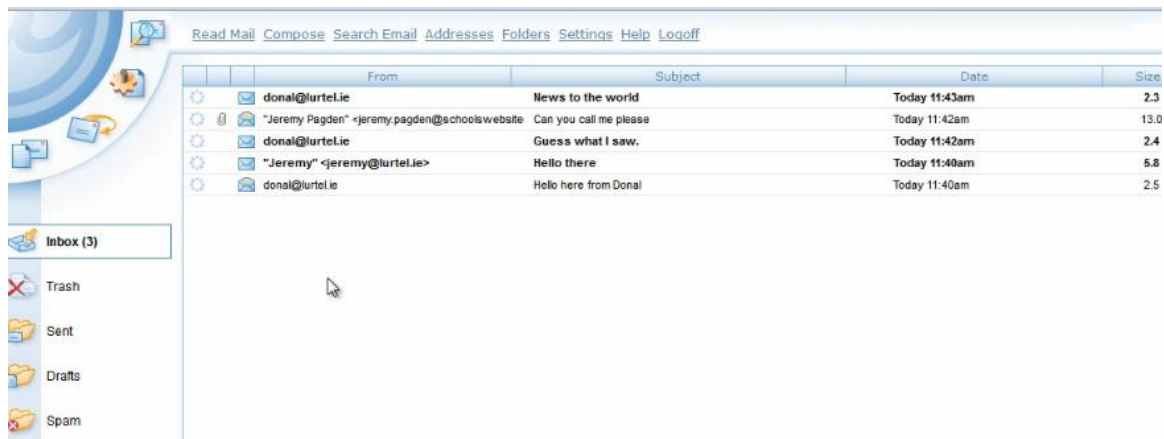 Read Mail Compose Search Email Addresses Folders Settings Help Logoff
From Subject Date Size
donal@lurtel.ie News to the world Today 11:43am 2.3
"Jeremy Pagden" <jeremy.pagden@schoolswebsite Can you call me please Today 11:42am 13.0
donal@lurtel.ie Guess what I saw. Today 11:42am 2.4
"Jeremy" <jeremy@lurtel.ie> Hello there Today 11:40am 5.8
donal@lurtel.ie Hello here from Donal Today 11:40am 2.5
Inbox (3)
Trash
Sent
Drafts
Spam